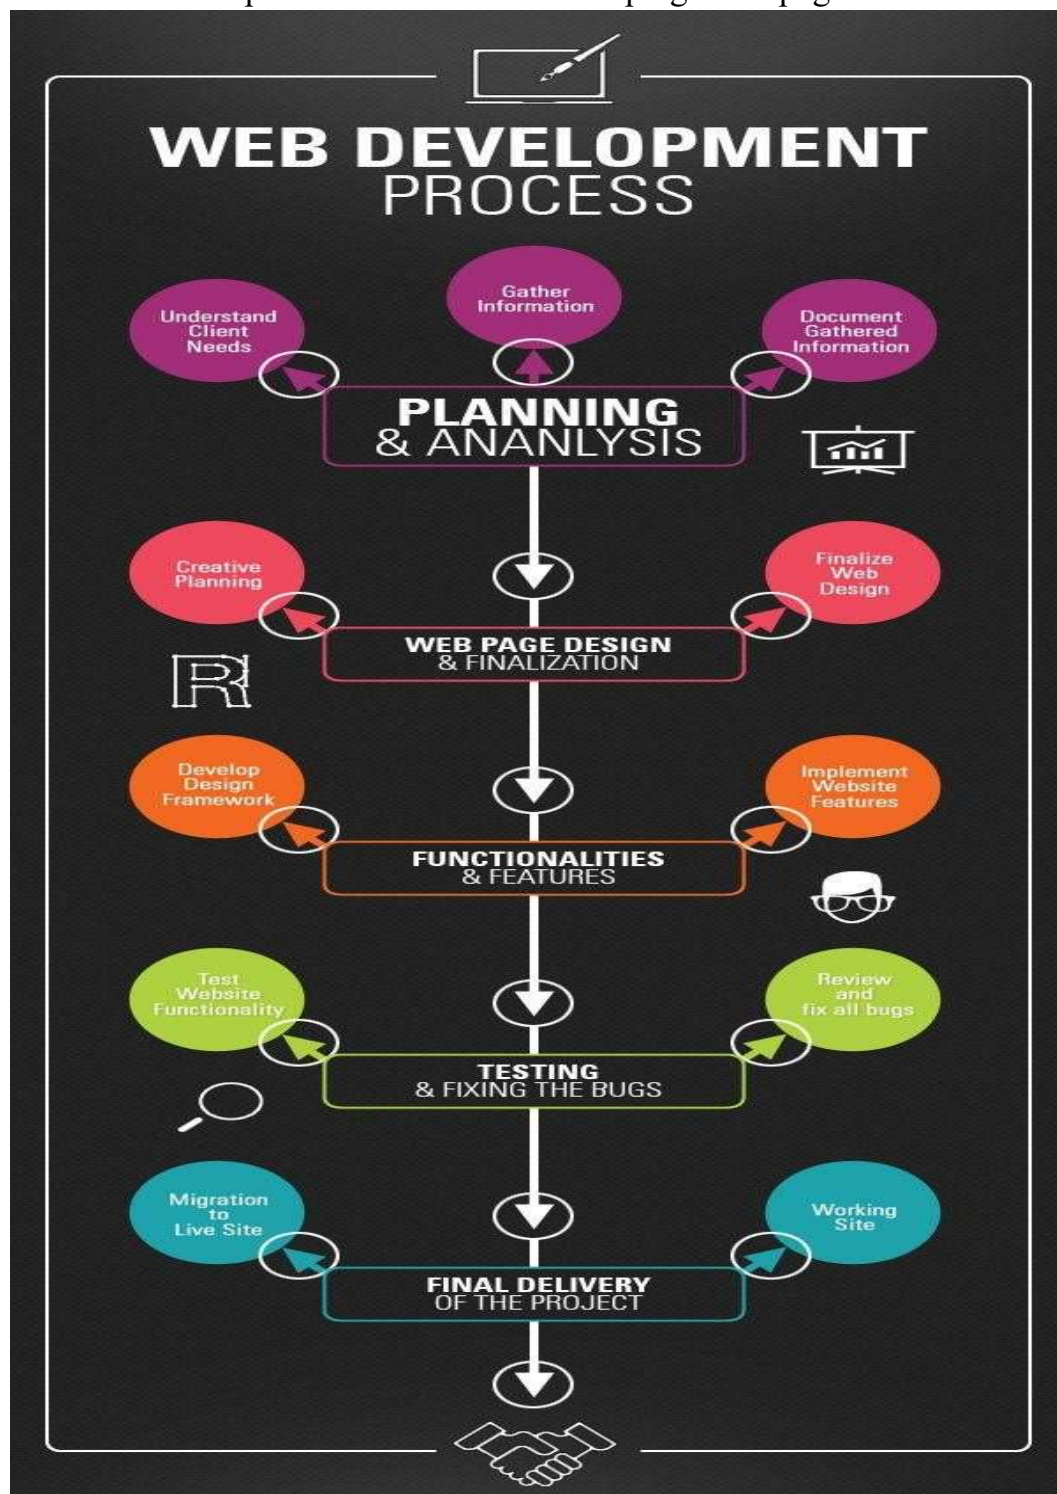 WEB DEVELOPMENT
PROCESS
Understand
Client
Needs
Gather
Information
Document
Gathered
Information
PLANNING
& ANANLYSIS
Creative
Planning
Finalize
Web
Design
WEB PAGE DESIGN
& FINALIZATION
Develop
Design
Framework
Implement
Website
Features
FUNCTIONALITIES
& FEATURES
Test
Website
Functionality
Review
and
fix all bugs
TESTING
& FIXING THE BUGS
Migration
to
Live Site
Working
Site
FINAL DELIVERY
OF THE PROJECT